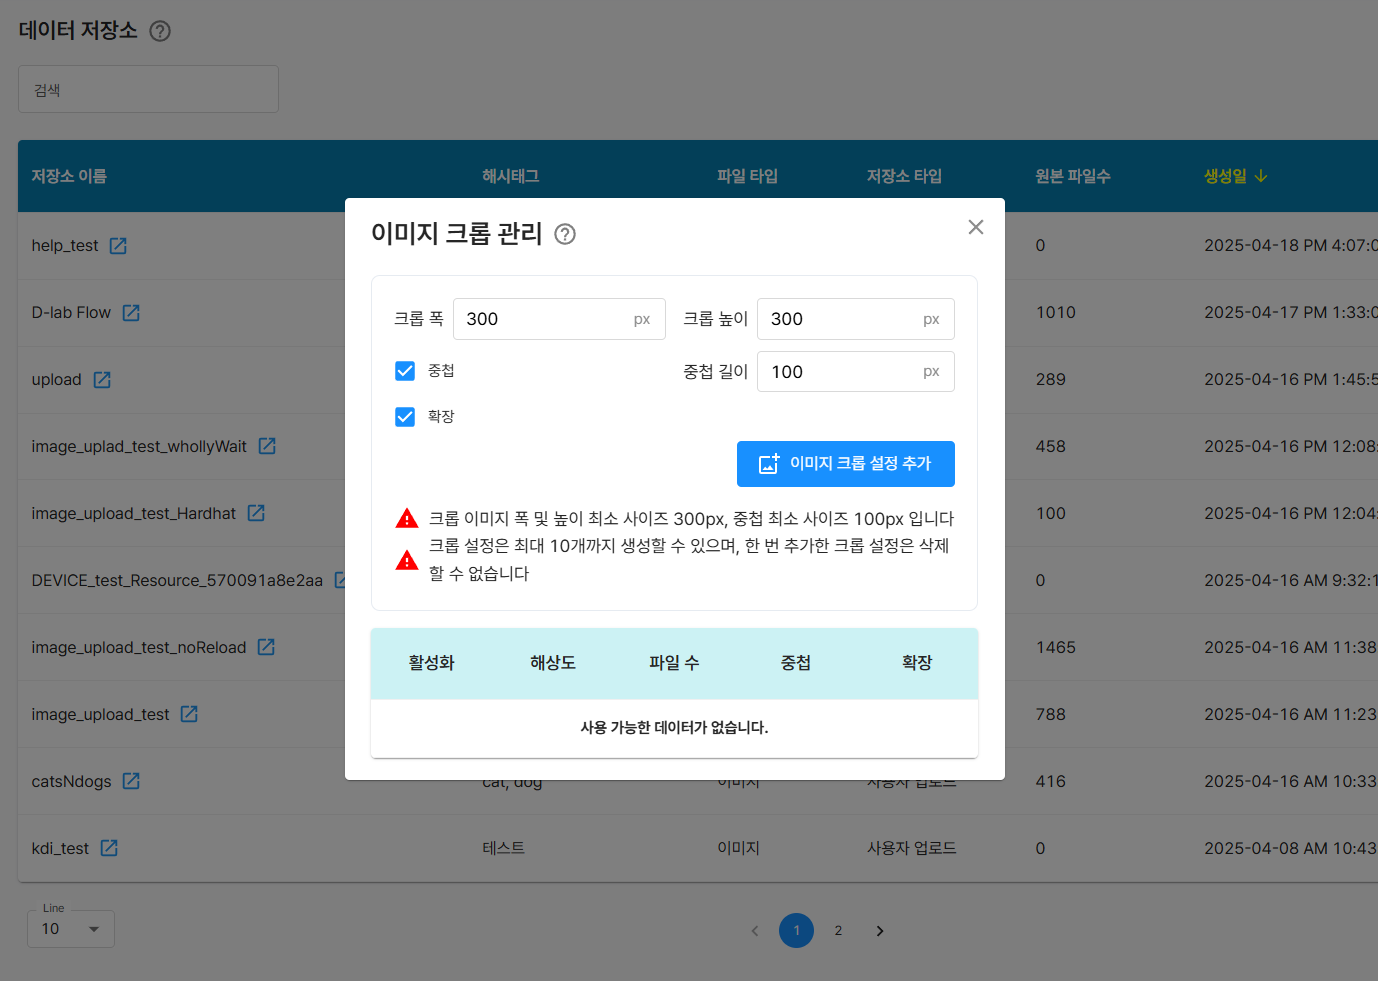 데이터 저장소
검색
저장소 이름 해시태그 파일 타입 저장소 타입 원본 파일수 생성일
help_test 0 2025-04-18 PM 4:07:0
D-lab Flow 1010 2025-04-17 PM 1:33:0
upload 289 2025-04-16 PM 1:45:5
image_uplad_test_whollyWait 458 2025-04-16 PM 12:08:
image_upload_test_Hardhat 100 2025-04-16 PM 12:04:
DEVICE_test_Resource_570091a8e2aa 0 2025-04-16 AM 9:32:1
image_upload_test_noReload 1465 2025-04-16 AM 11:38
image_upload_test 788 2025-04-16 AM 11:23
catsNdogs cat, dog 이미지 사용자 업로드 416 2025-04-16 AM 10:33
kdi_test 테스트 이미지 사용자 업로드 0 2025-04-08 AM 10:43
Line
10
1 2
이미지 크롭 관리
크롭 폭 300 px 크롭 높이 300 px
중첩 중첩 길이 100 px
확장
이미지 크롭 설정 추가
크롭 이미지 폭 및 높이 최소 사이즈 300px, 중첩 최소 사이즈 100px 입니다
크롭 설정은 최대 10개까지 생성할 수 있으며, 한 번 추가한 크롭 설정은 삭제
할 수 없습니다
활성화 해상도 파일 수 중첩 확장
사용 가능한 데이터가 없습니다.